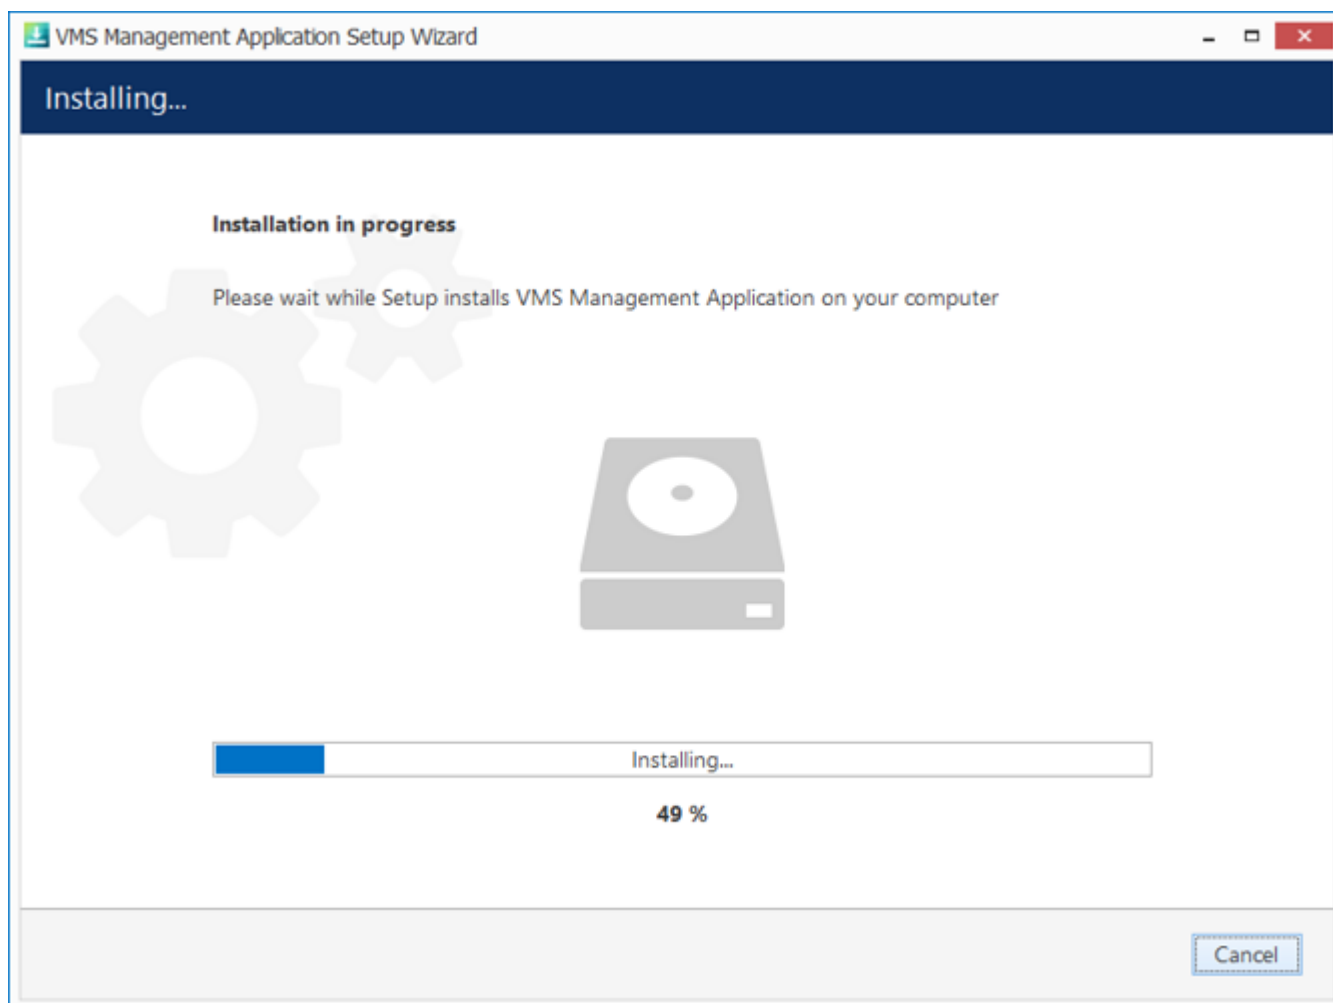 VMS Management Application Setup Wizard
Installing...
Installation in progress
Please wait while Setup installs VMS Management Application on your computer
Installing...
49 %
Cancel